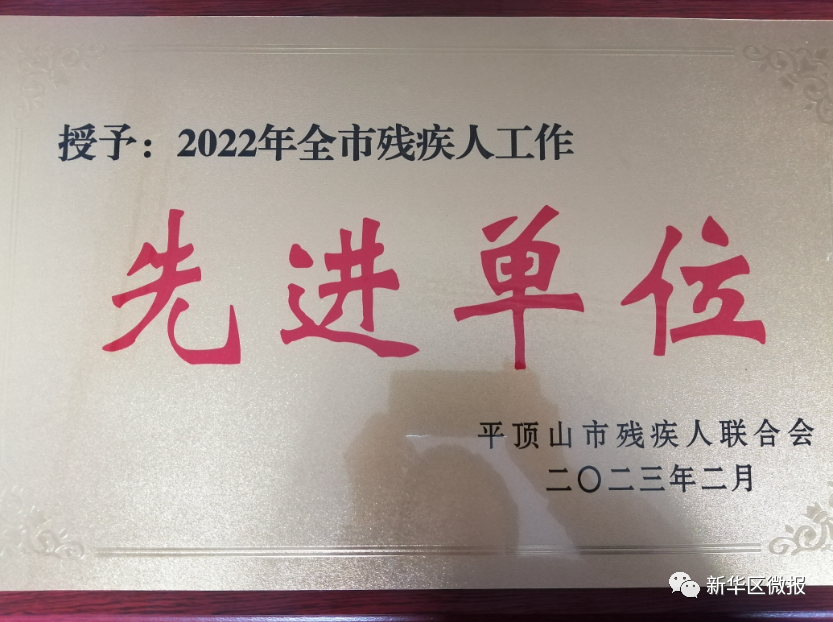 授予：2022年全市残疾人工作
先进单位
平顶山市残疾人联合会
二〇二三年二月
新华区微报